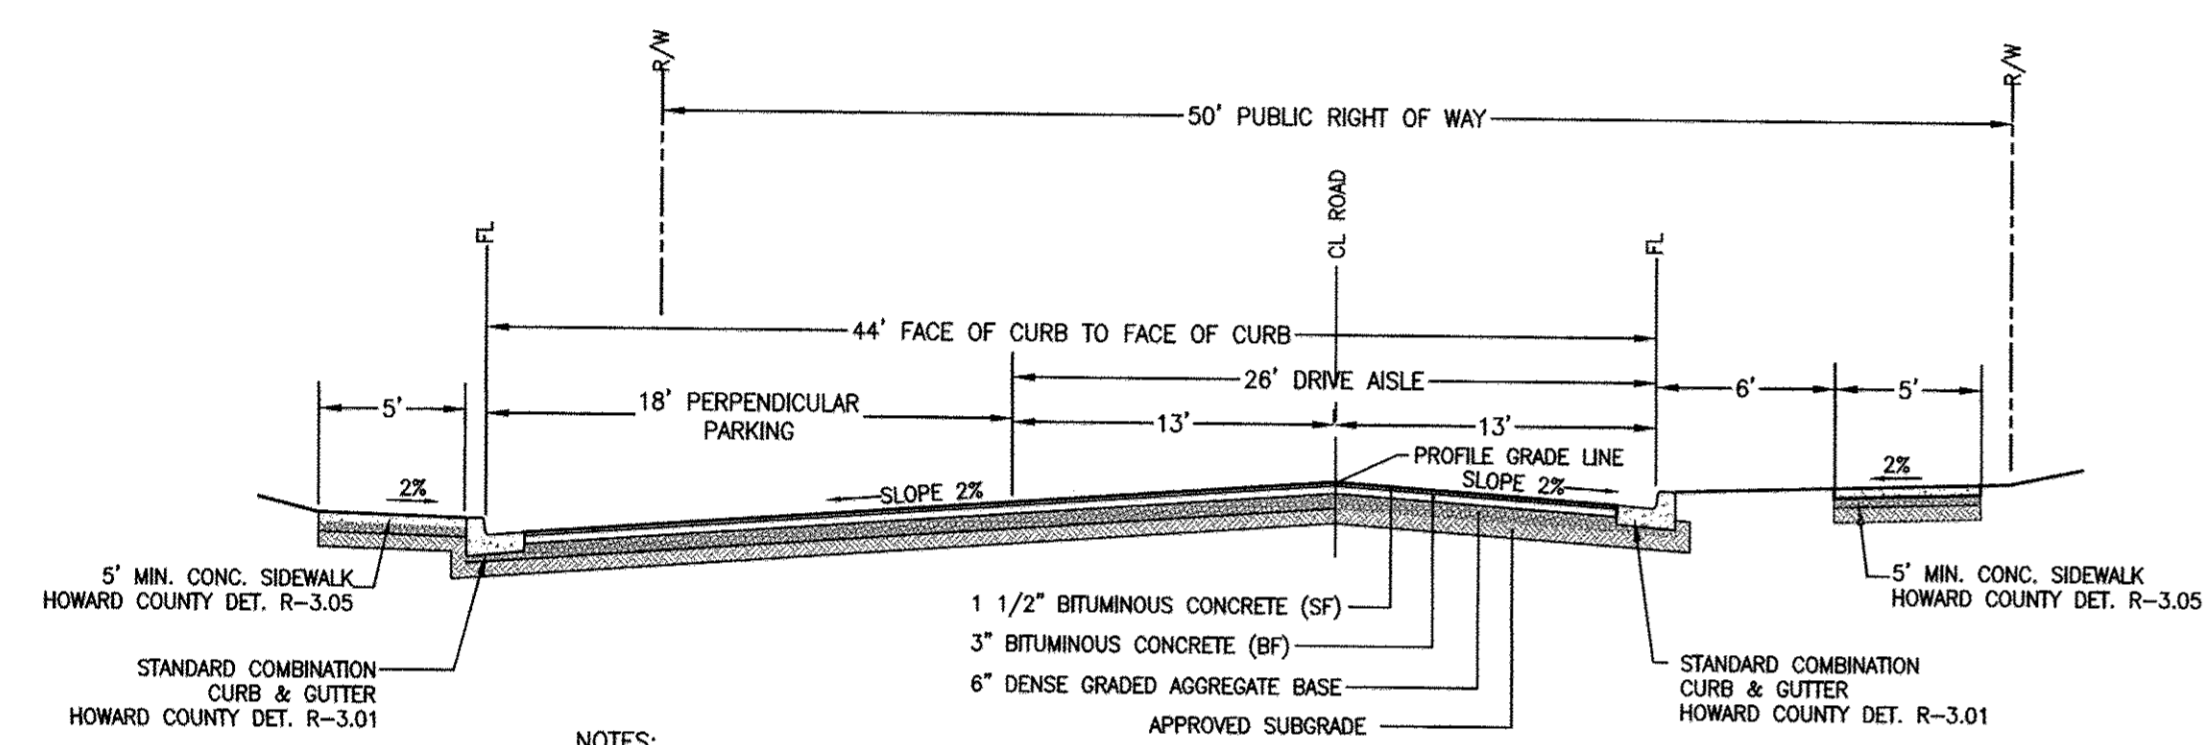 R/W
R/W
50' PUBLIC RIGHT OF WAY
CL ROAD
FL
FL
44' FACE OF CURB TO FACE OF CURB
26' DRIVE AISLE
5'
18' PERPENDICULAR
PARKING
13'
13'
6'
5'
PROFILE GRADE LINE
2%
SLOPE 2%
SLOPE 2%
2%
5' MIN. CONC. SIDEWALK
HOWARD COUNTY DET. R-3.05
STANDARD COMBINATION
CURB & GUTTER
HOWARD COUNTY DET. R-3.01
1 1/2" BITUMINOUS CONCRETE (SF)
3" BITUMINOUS CONCRETE (BF)
6" DENSE GRADED AGGREGATE BASE
APPROVED SUBGRADE
5' MIN. CONC. SIDEWALK
HOWARD COUNTY DET. R-3.05
STANDARD COMBINATION
CURB & GUTTER
HOWARD COUNTY DET. R-3.01
NOTES: